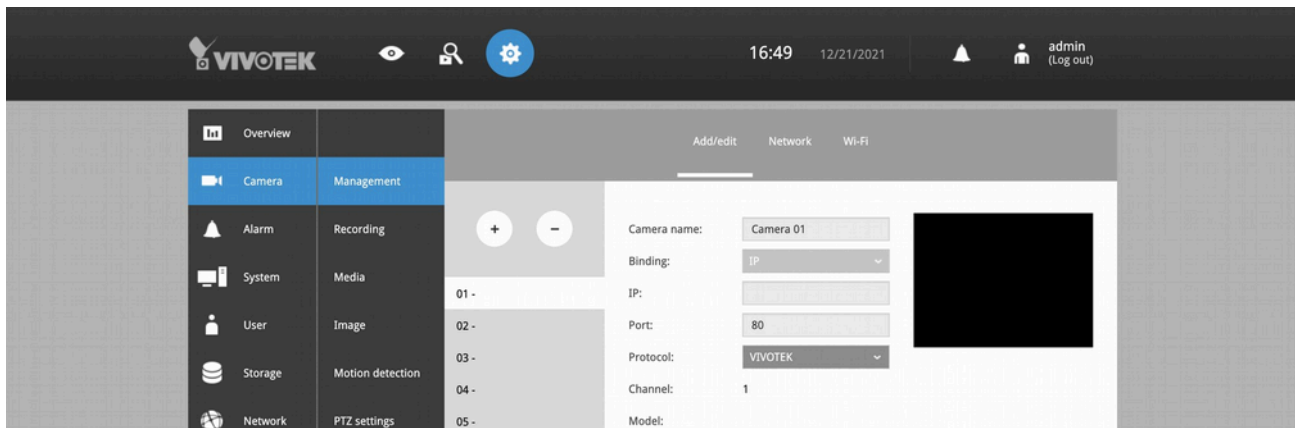 VIVOTEK
16:49 12/21/2021
admin
(Log out)
Overview
Camera
Alarm
System
User
Storage
Network
Management
Recording
Media
Image
Motion detection
PTZ settings
+ -
01 -
02 -
03 -
04 -
05 -
Add/edit Network Wi-Fi
Camera name: Camera 01
Binding: IP
IP:
Port: 80
Protocol: VIVOTEK
Channel: 1
Model: